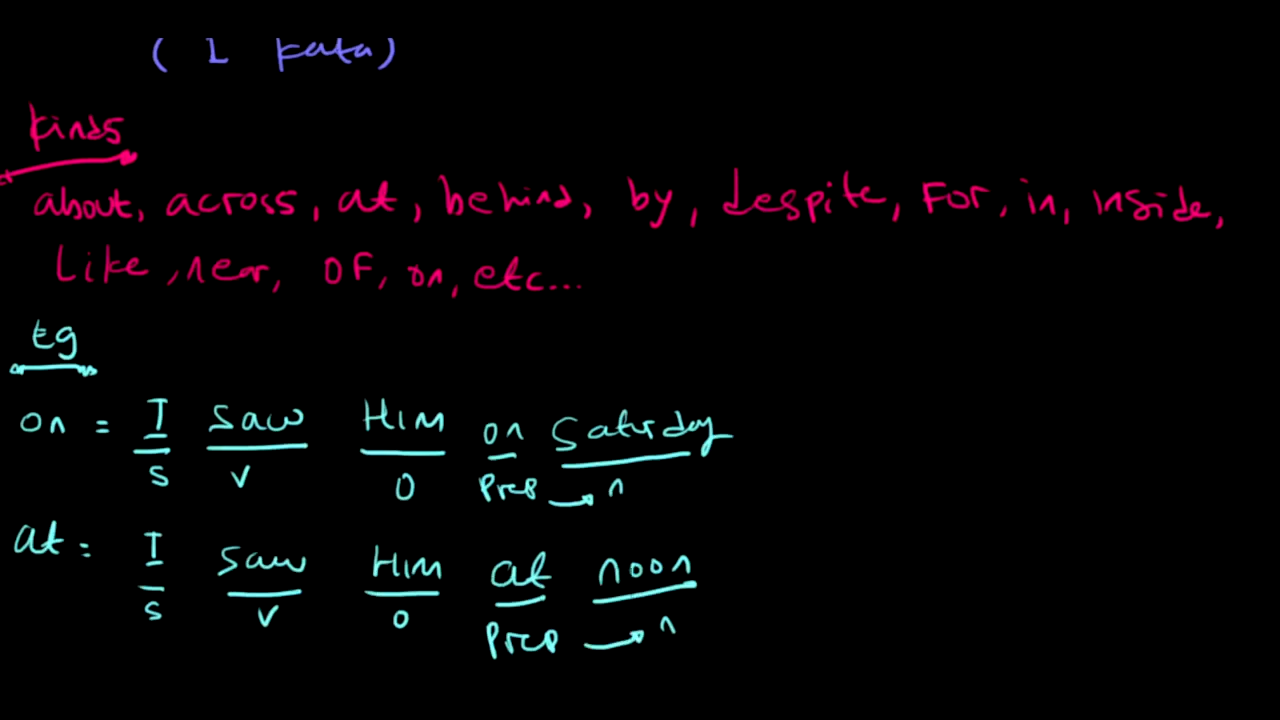 ( 1 kata)
kinds
about, across, at, behind, by, despite, For, in, inside,
Like, near, OF, on, etc...
eg
on = I saw HIM on saturday
s v O Prep → n
at = I saw HIM at noon
s v o Prep → n